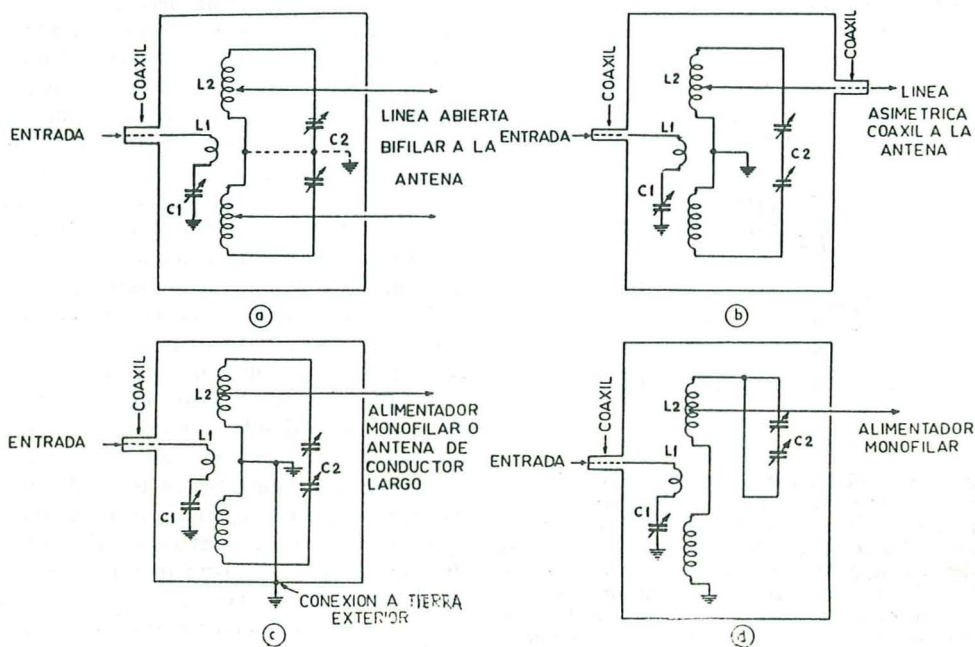 COAXIL
ENTRADA
L1
C1
L2
C2
LINEA ABIERTA
BIFILAR A LA
ANTENA
a
COAXIL
ENTRADA
L1
C1
L2
C2
COAXIL
LINEA
ASIMETRICA
COAXIL A LA
ANTENA
b
COAXIL
ENTRADA
L1
C1
L2
C2
ALIMENTADOR
MONOFILAR O
ANTENA DE
CONDUCTOR
LARGO
CONEXION A TIERRA
EXTERIOR
c
COAXIL
ENTRADA
L1
C1
L2
C2
ALIMENTADOR
MONOFILAR
d